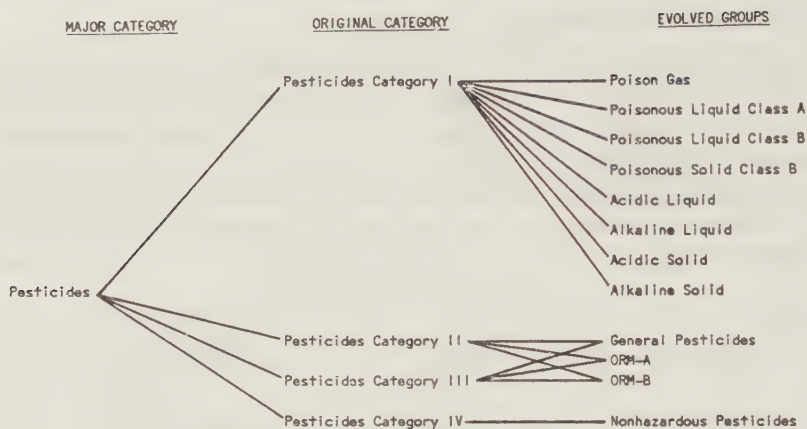 MAJOR CATEGORY ORIGINAL CATEGORY EVOLVED GROUPS
Pesticides Category I
Poison Gas
Poisonous Liquid Class A
Poisonous Liquid Class B
Poisonous Solid Class B
Acidic Liquid
Alkaline Liquid
Acidic Solid
Alkaline Solid
Pesticides
Pesticides Category II
General Pesticides
ORM-A
Pesticides Category III
ORM-B
Pesticides Category IV
Nonhazardous Pesticides